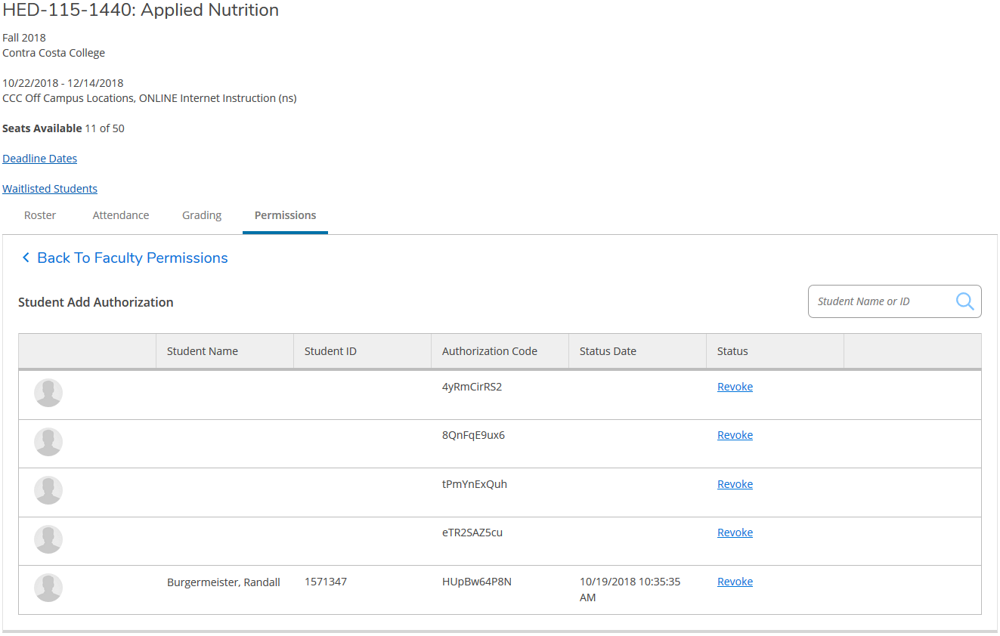 HED-115-1440: Applied Nutrition
Fall 2018
Contra Costa College
10/22/2018 - 12/14/2018
CCC Off Campus Locations, ONLINE Internet Instruction (ns)
Seats Available 11 of 50
Deadline Dates
Waitlisted Students
Roster Attendance Grading Permissions
Back To Faculty Permissions
Student Add Authorization Student Name or ID
Student Name Student ID Authorization Code Status Date Status
4yRmCirRS2 Revoke
8QnFqE9ux6 Revoke
tPmYnExQuh Revoke
eTR2SAZ5cu Revoke
Burgermeister, Randall 1571347 HUpBw64P8N 10/19/2018 10:35:35 Revoke
AM